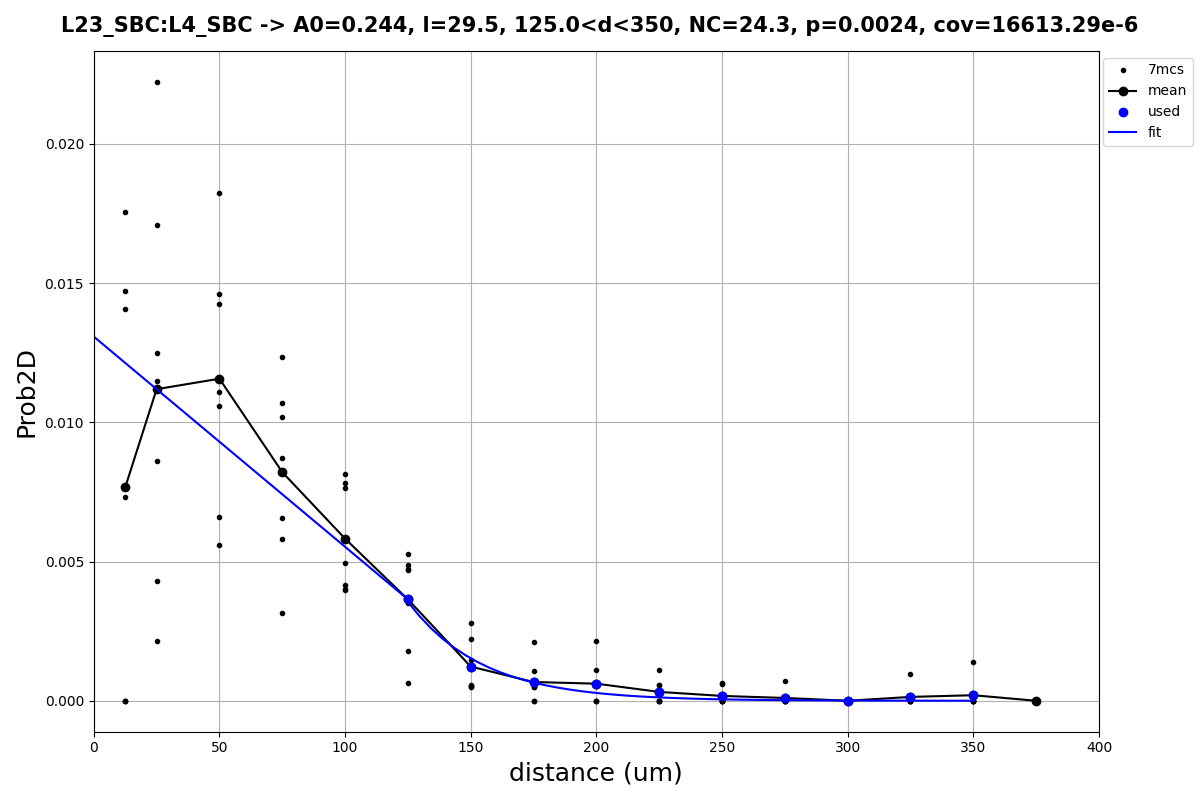 L23_SBC:L4_SBC -> A0=0.244, l=29.5, 125.0<d<350, NC=24.3, p=0.0024, cov=16613.29e-6
7mcs
mean
used
fit
0.020
0.015
0.010
0.005
0.000
Prob2D
0 50 100 150 200 250 300 350 400
distance (um)